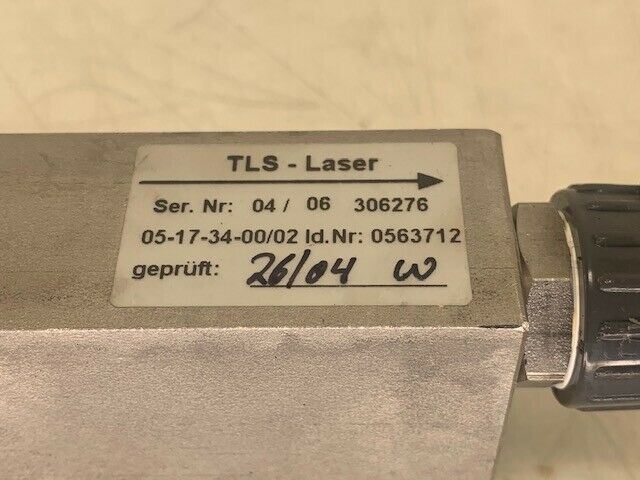 TLS - Laser
Ser. Nr: 04 / 06 306276
05-17-34-00/02 Id.Nr: 0563712
geprüft: 26/04 W